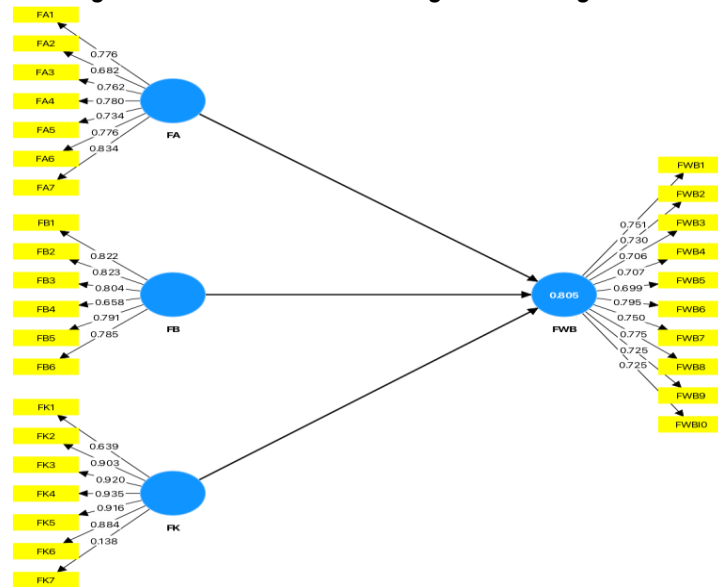 FA1
FA2
FA3
FA4
FA5
FA6
FA7
0.776
0.682
0.762
0.780
0.734
0.776
0.834
FA
FB1
FB2
FB3
FB4
FB5
FB6
0.822
0.823
0.804
0.658
0.791
0.785
FB
FK1
FK2
FK3
FK4
FK5
FK6
FK7
0.639
0.903
0.920
0.935
0.916
0.884
0.138
FK
0.805
FWB
0.751
0.730
0.706
0.707
0.699
0.795
0.750
0.775
0.725
0.725
FWB1
FWB2
FWB3
FWB4
FWB5
FWB6
FWB7
FWB8
FWB9
FWBI0